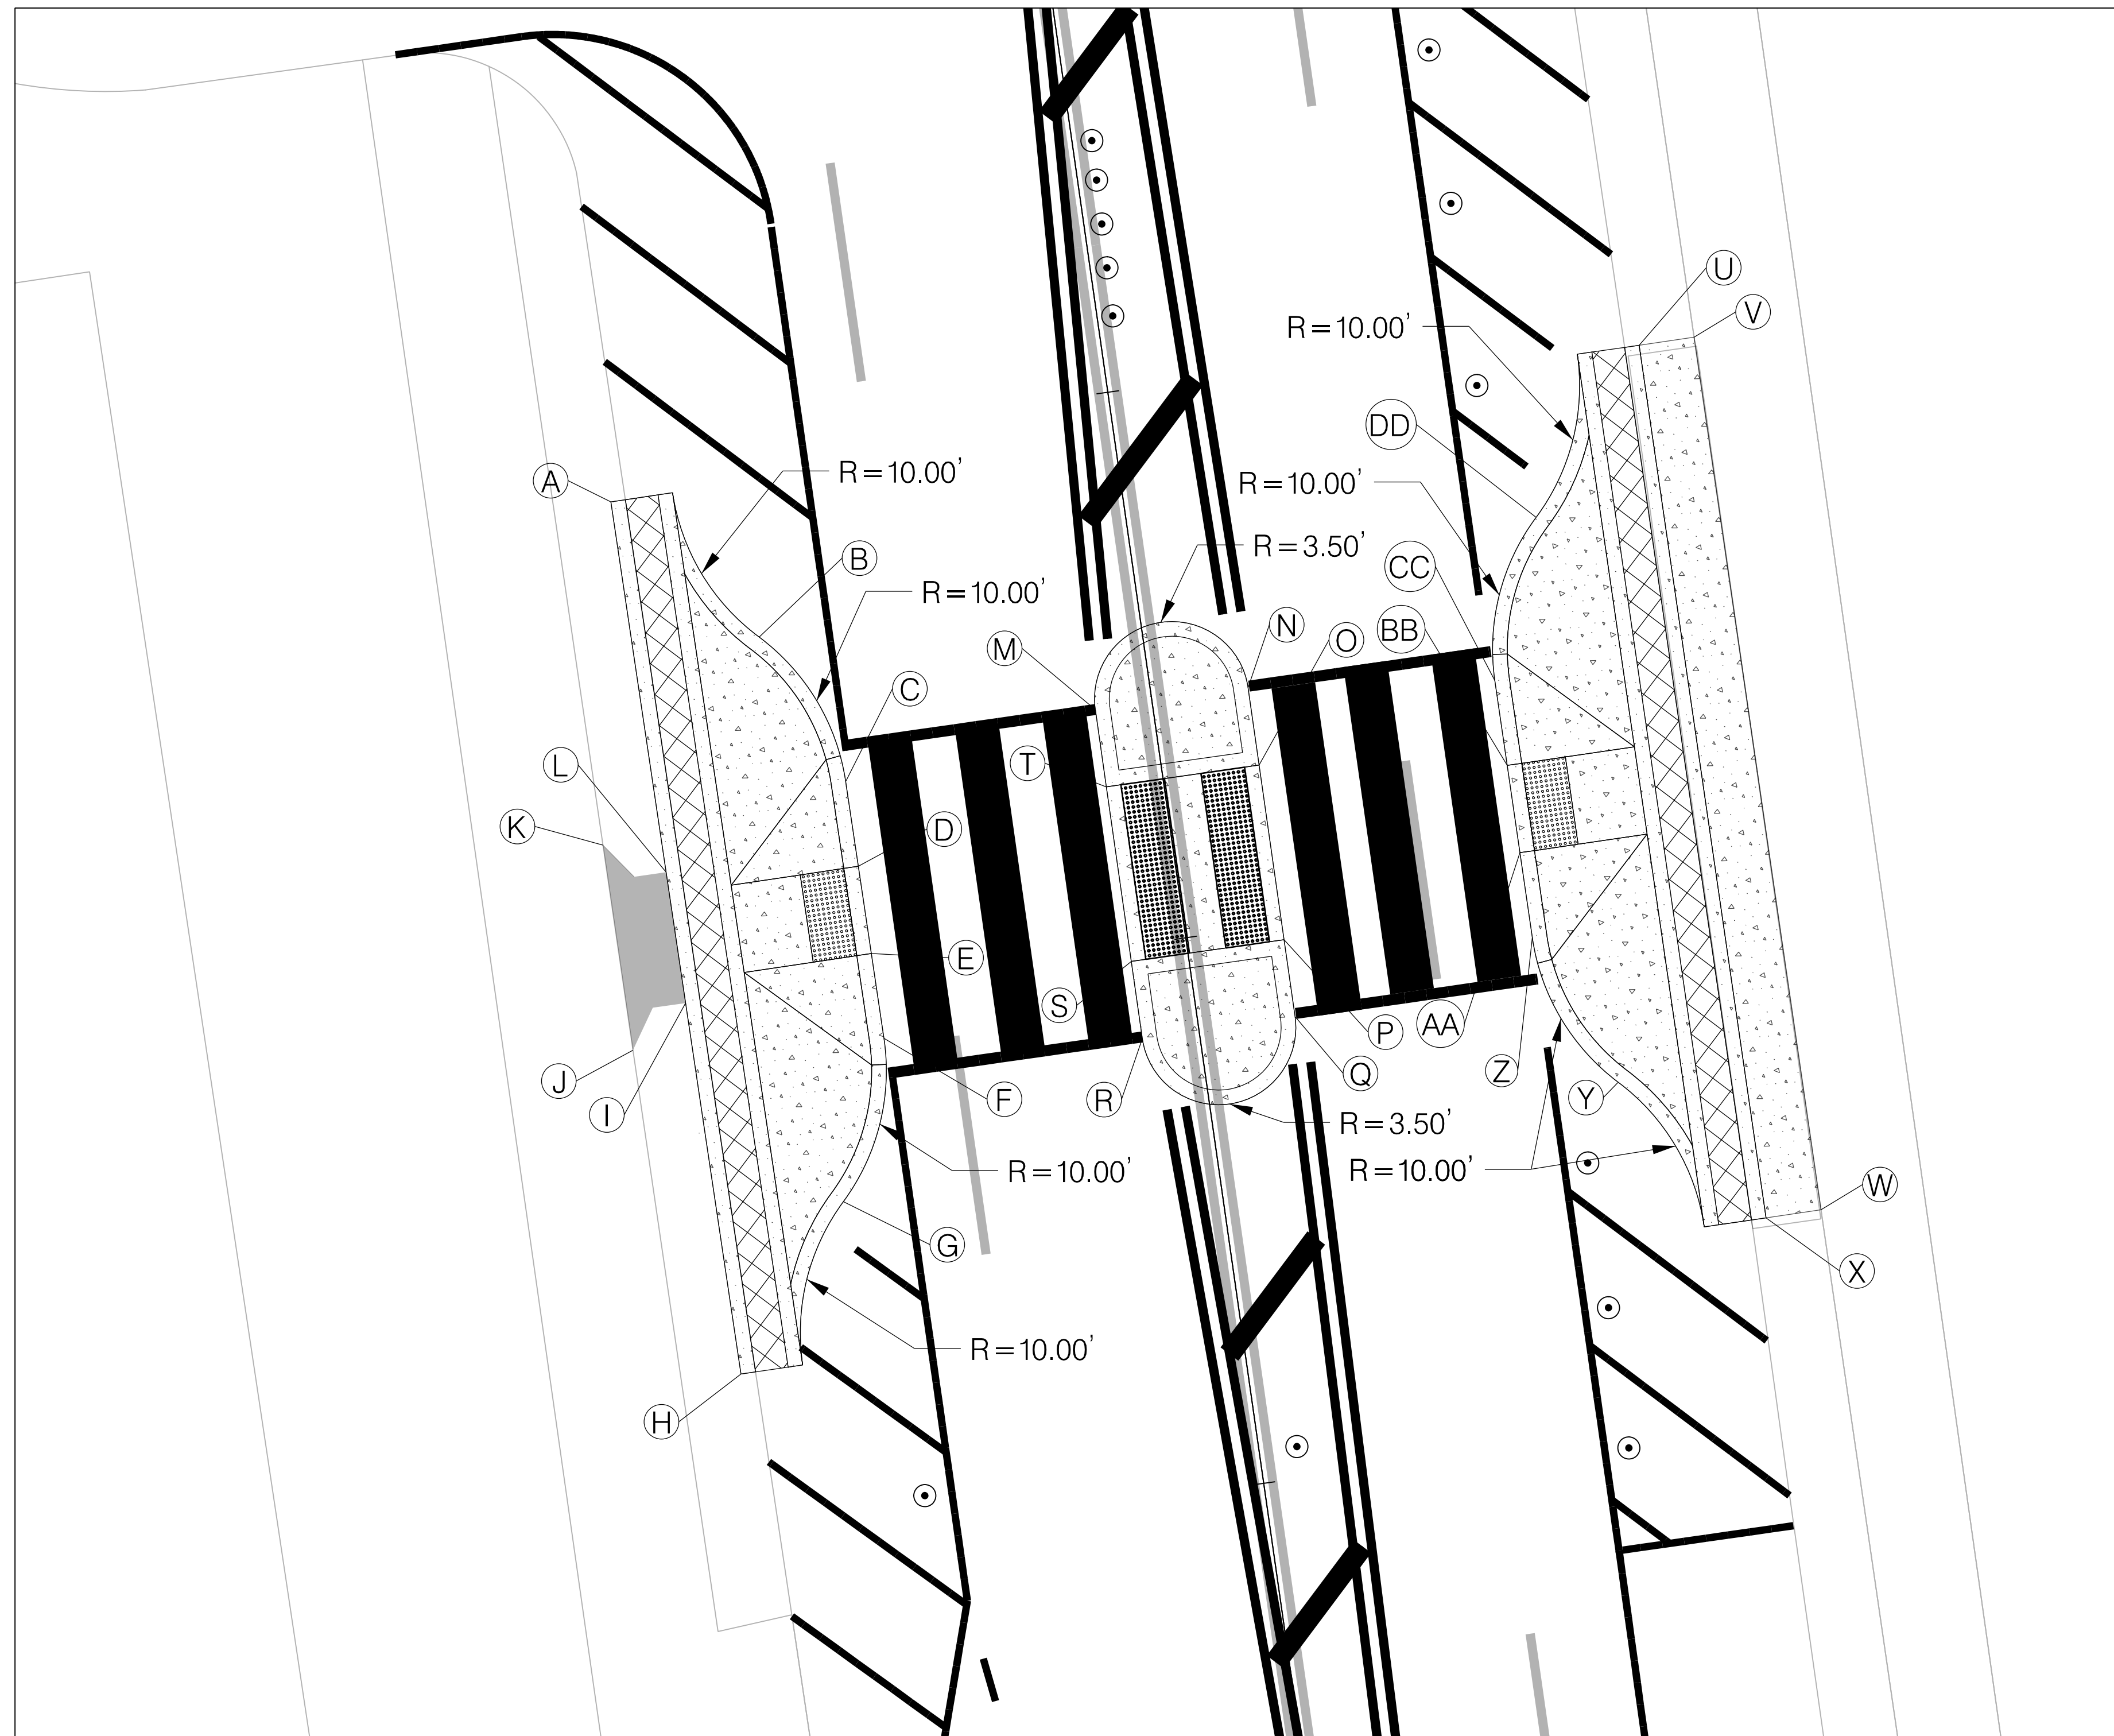 U
V
R=10.00'
DD
A
R=10.00'
R=10.00'
B
R=3.50'
CC
R=10.00'
N
BB
O
M
C
L
T
K
D
E
S
AA
P
Z
Q
J
F
R
Y
I
R=3.50'
R=10.00'
R=10.00'
W
G
X
R=10.00'
H